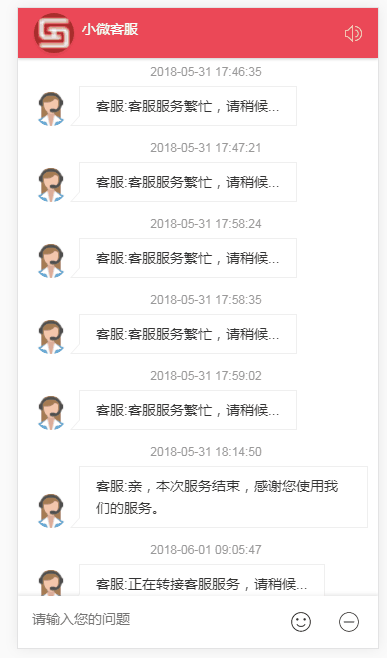 小微客服
2018-05-31 17:46:35
客服:客服服务繁忙，请稍候...
2018-05-31 17:47:21
客服:客服服务繁忙，请稍候...
2018-05-31 17:58:24
客服:客服服务繁忙，请稍候...
2018-05-31 17:58:35
客服:客服服务繁忙，请稍候...
2018-05-31 17:59:02
客服:客服服务繁忙，请稍候...
2018-05-31 18:14:50
客服:亲，本次服务结束，感谢您使用我
们的服务。
2018-06-01 09:05:47
客服:正在转接客服服务，请稍候...
请输入您的问题